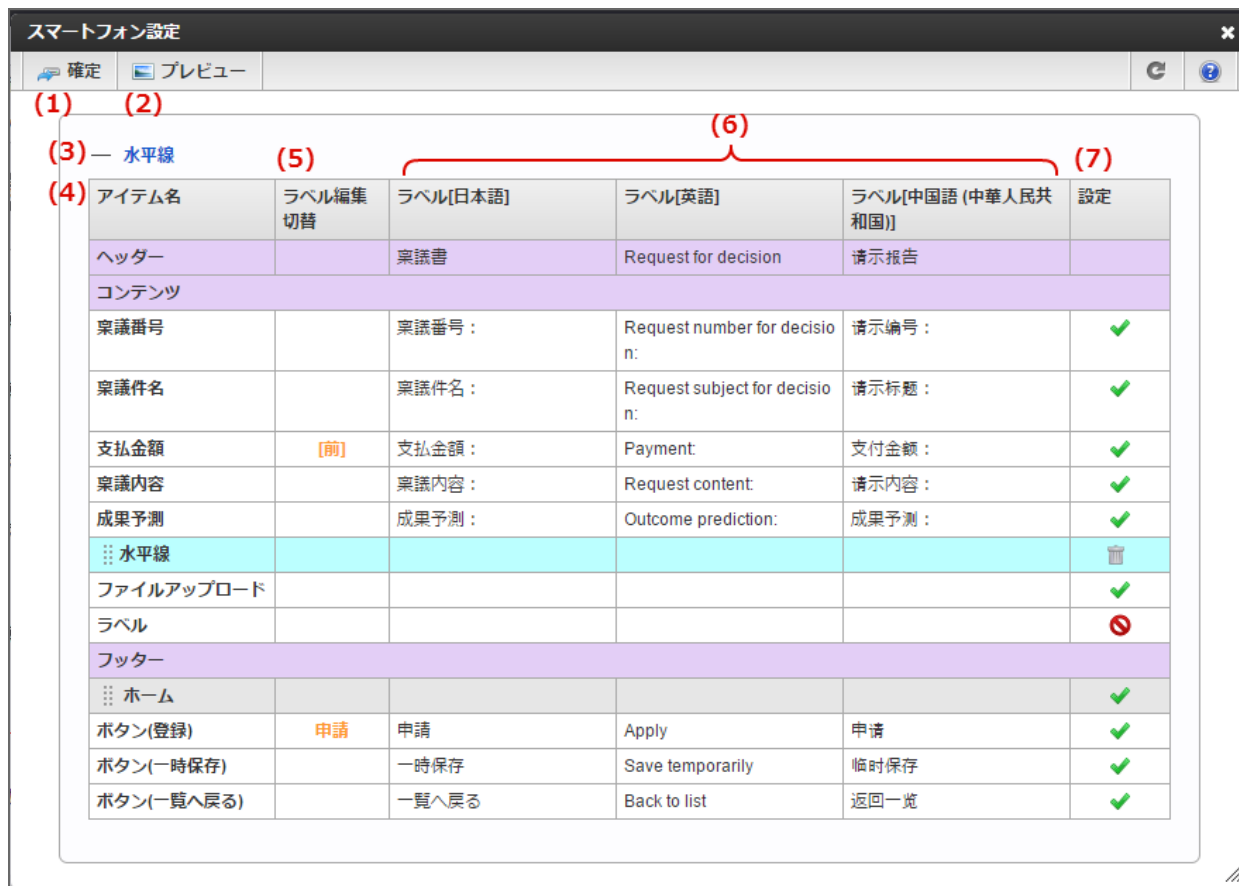 スマートフォン設定
確定 プレビュー
(1) (2)
(6)
(3) 水平線 (5) (7)
(4) アイテム名 ラベル編集切替 ラベル[日本語] ラベル[英語] ラベル[中国語 (中華人民共和国)] 設定
ヘッダー 稟議書 Request for decision 请示报告
コンテンツ
稟議番号 稟議番号： Request number for decision: 请示编号：
稟議件名 稟議件名： Request subject for decision: 请示标题：
支払金額 [前] 支払金額： Payment: 支付金额：
稟議内容 稟議内容： Request content: 请示内容：
成果予測 成果予測： Outcome prediction: 成果予测：
水平線
ファイルアップロード
ラベル
フッター
ホーム
ボタン(登録) 申請 申請 Apply 申请
ボタン(一時保存) 一時保存 Save temporarily 临时保存
ボタン(一覧へ戻る) 一覧へ戻る Back to list 返回一览